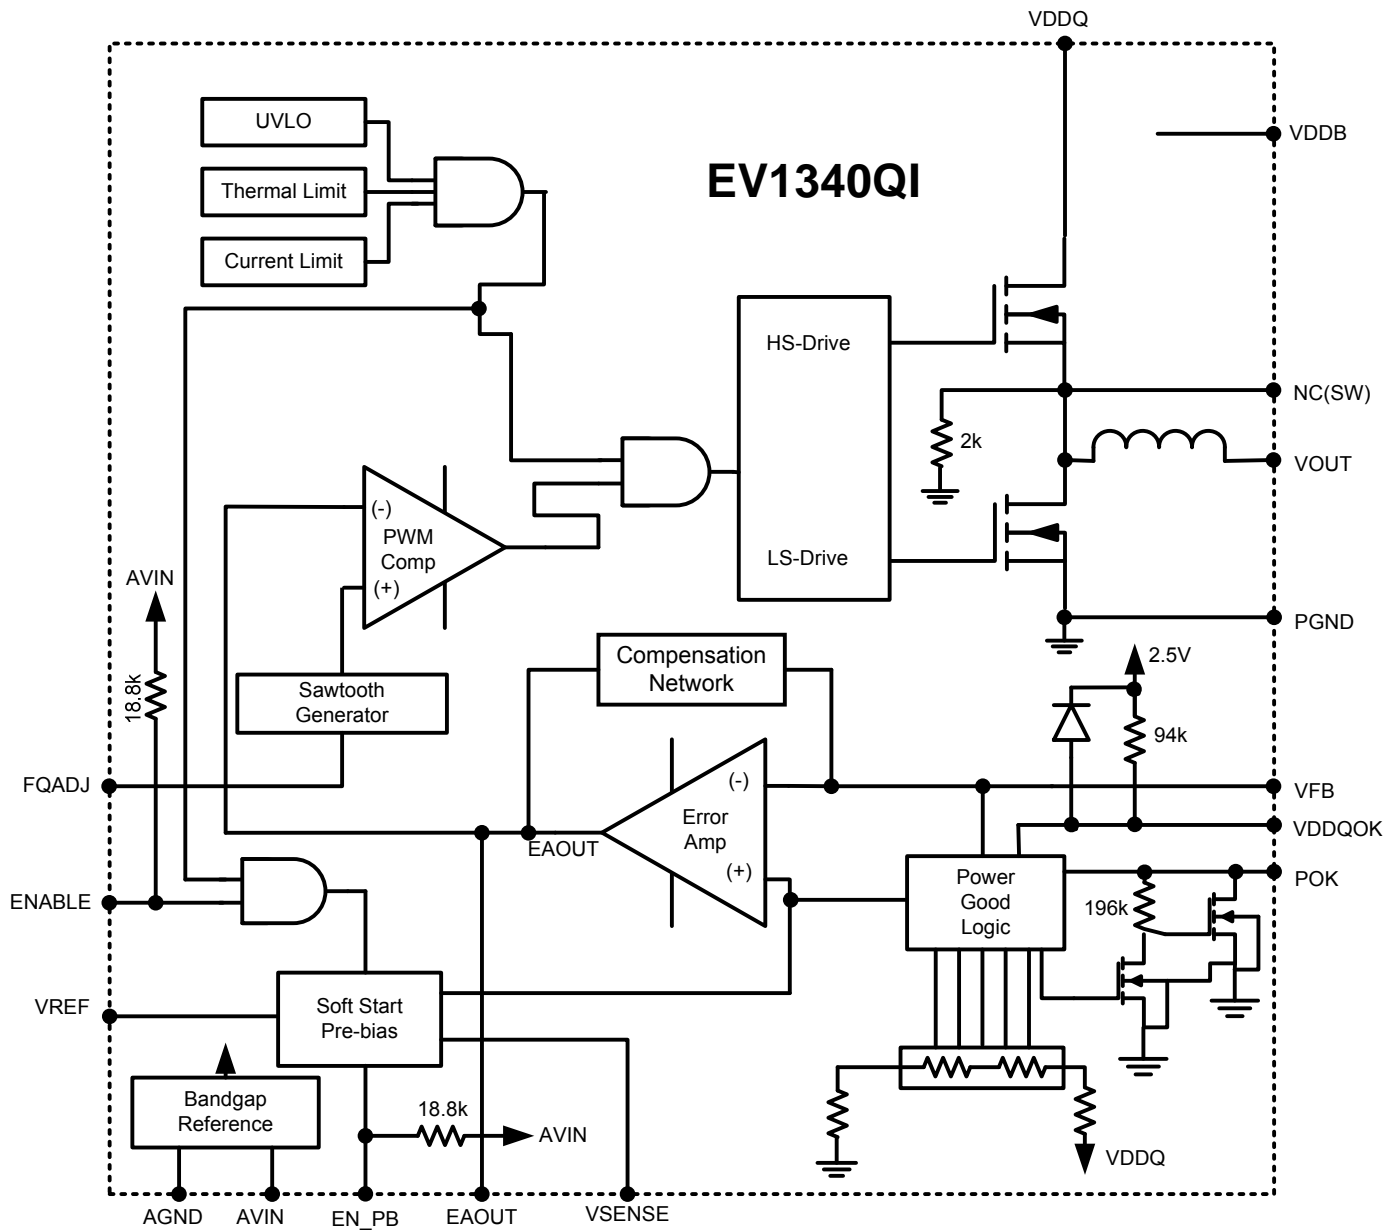 VDDQ
UVLO
VDDB
EV1340QI
Thermal Limit
Current Limit
HS-Drive
NC(SW)
2k
VOUT
(-)
PWM
Comp
(+)
LS-Drive
AVIN
PGND
18.8k
Compensation
Network
2.5V
Sawtooth
Generator
94k
FQADJ
(-)
VFB
Error
Amp
VDDQOK
EAOUT
(+)
Power
Good
Logic
POK
ENABLE
196k
VREF
Soft Start
Pre-bias
Bandgap
Reference
18.8k
AVIN
VDDQ
AGND
AVIN
EN_PB
EAOUT
VSENSE